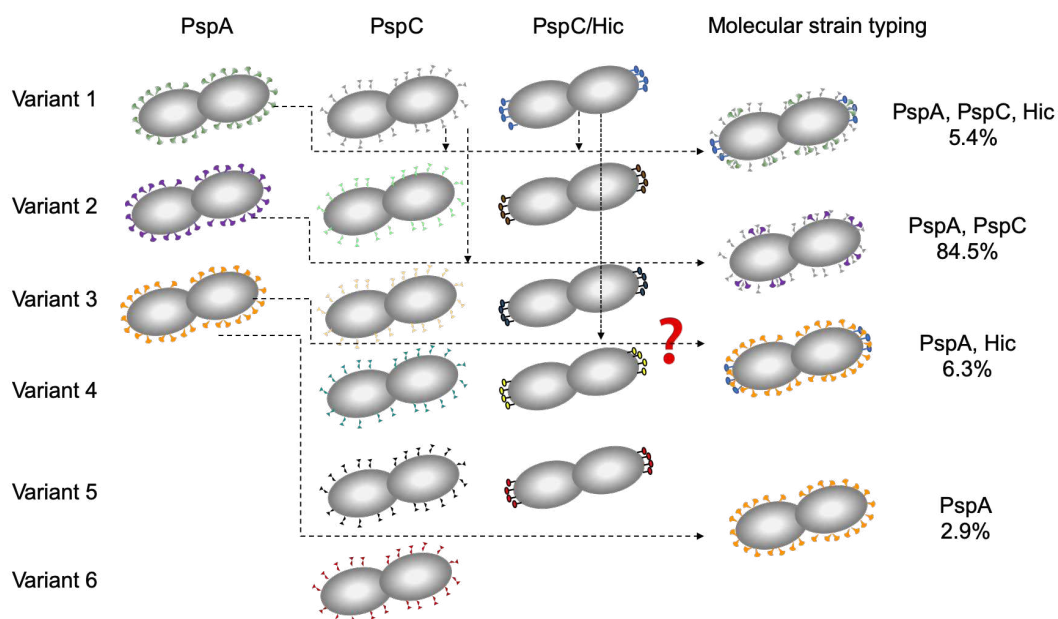 PspA
PspC
PspC/Hic
Molecular strain typing
Variant 1
PspA, PspC, Hic
5.4%
Variant 2
PspA, PspC
84.5%
Variant 3
?
PspA, Hic
6.3%
Variant 4
Variant 5
PspA
2.9%
Variant 6